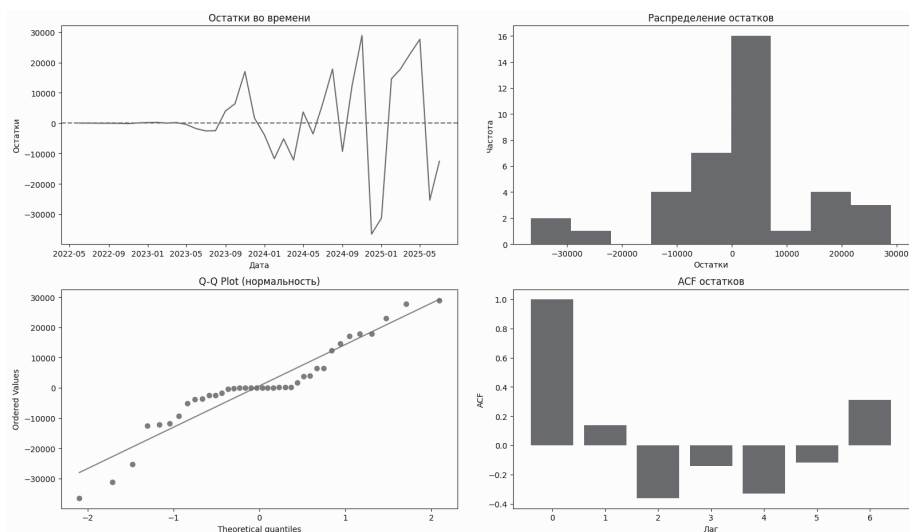 Остатки во времени
30000
20000
10000
0
−10000
−20000
−30000
Остатки
2022-05 2022-09 2023-01 2023-05 2023-09 2024-01 2024-05 2024-09 2025-01 2025-05
Дата
Распределение остатков
16
14
12
10
8
6
4
2
0
Частота
−30000 −20000 −10000 0 10000 20000 30000
Остатки
Q-Q Plot (нормальность)
30000
20000
10000
0
−10000
−20000
−30000
Ordered Values
−2 −1 0 1 2
Theoretical quantiles
ACF остатков
1.0
0.8
0.6
0.4
0.2
0.0
−0.2
−0.4
ACF
0 1 2 3 4 5 6
Лаг